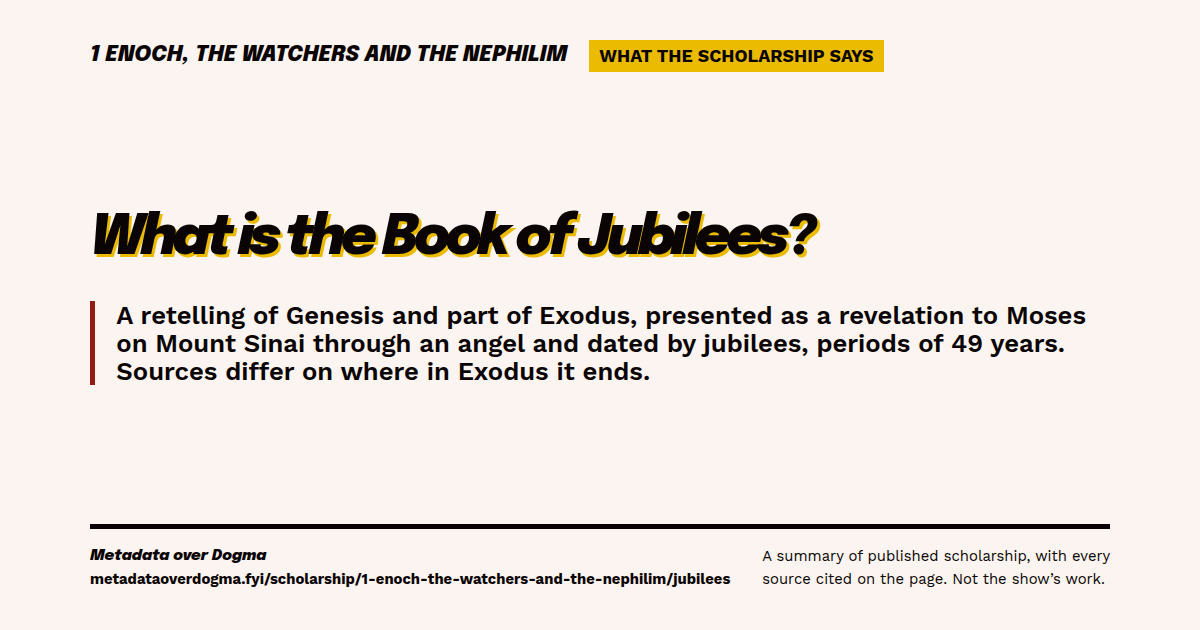 1 ENOCH, THE WATCHERS AND THE NEPHILIM
WHAT THE SCHOLARSHIP SAYS
What is the Book of Jubilees?
A retelling of Genesis and part of Exodus, presented as a revelation to Moses
on Mount Sinai through an angel and dated by jubilees, periods of 49 years.
Sources differ on where in Exodus it ends.
Metadata over Dogma
metadataoverdogma.fyi/scholarship/1-enoch-the-watchers-and-the-nephilim/jubilees
A summary of published scholarship, with every
source cited on the page. Not the show’s work.